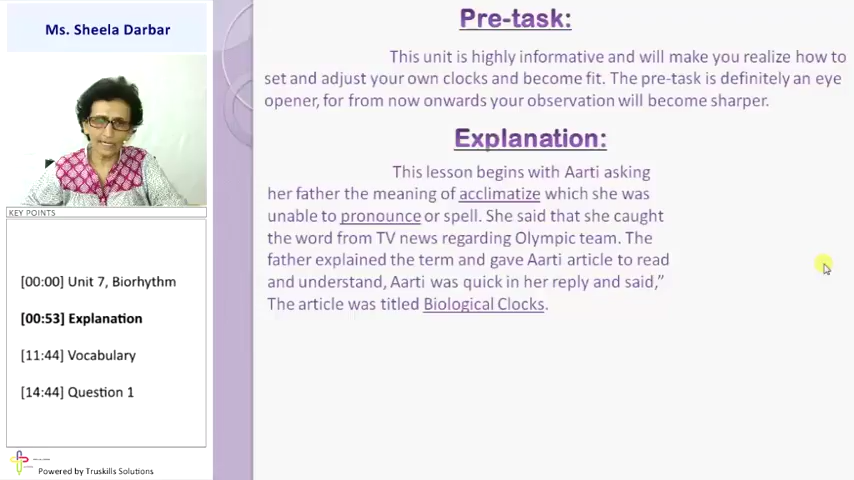 Ms. Sheela Darbar
KEY POINTS
[00:00] Unit 7, Biorhythm
[00:53] Explanation
[11:44] Vocabulary
[14:44] Question 1
Powered by Truskills Solutions
Pre-task:
This unit is highly informative and will make you realize how to
set and adjust your own clocks and become fit. The pre-task is definitely an eye
opener, for from now onwards your observation will become sharper.
Explanation:
This lesson begins with Aarti asking
her father the meaning of acclimatize which she was
unable to pronounce or spell. She said that she caught
the word from TV news regarding Olympic team. The
father explained the term and gave Aarti article to read
and understand, Aarti was quick in her reply and said,”
The article was titled Biological Clocks.